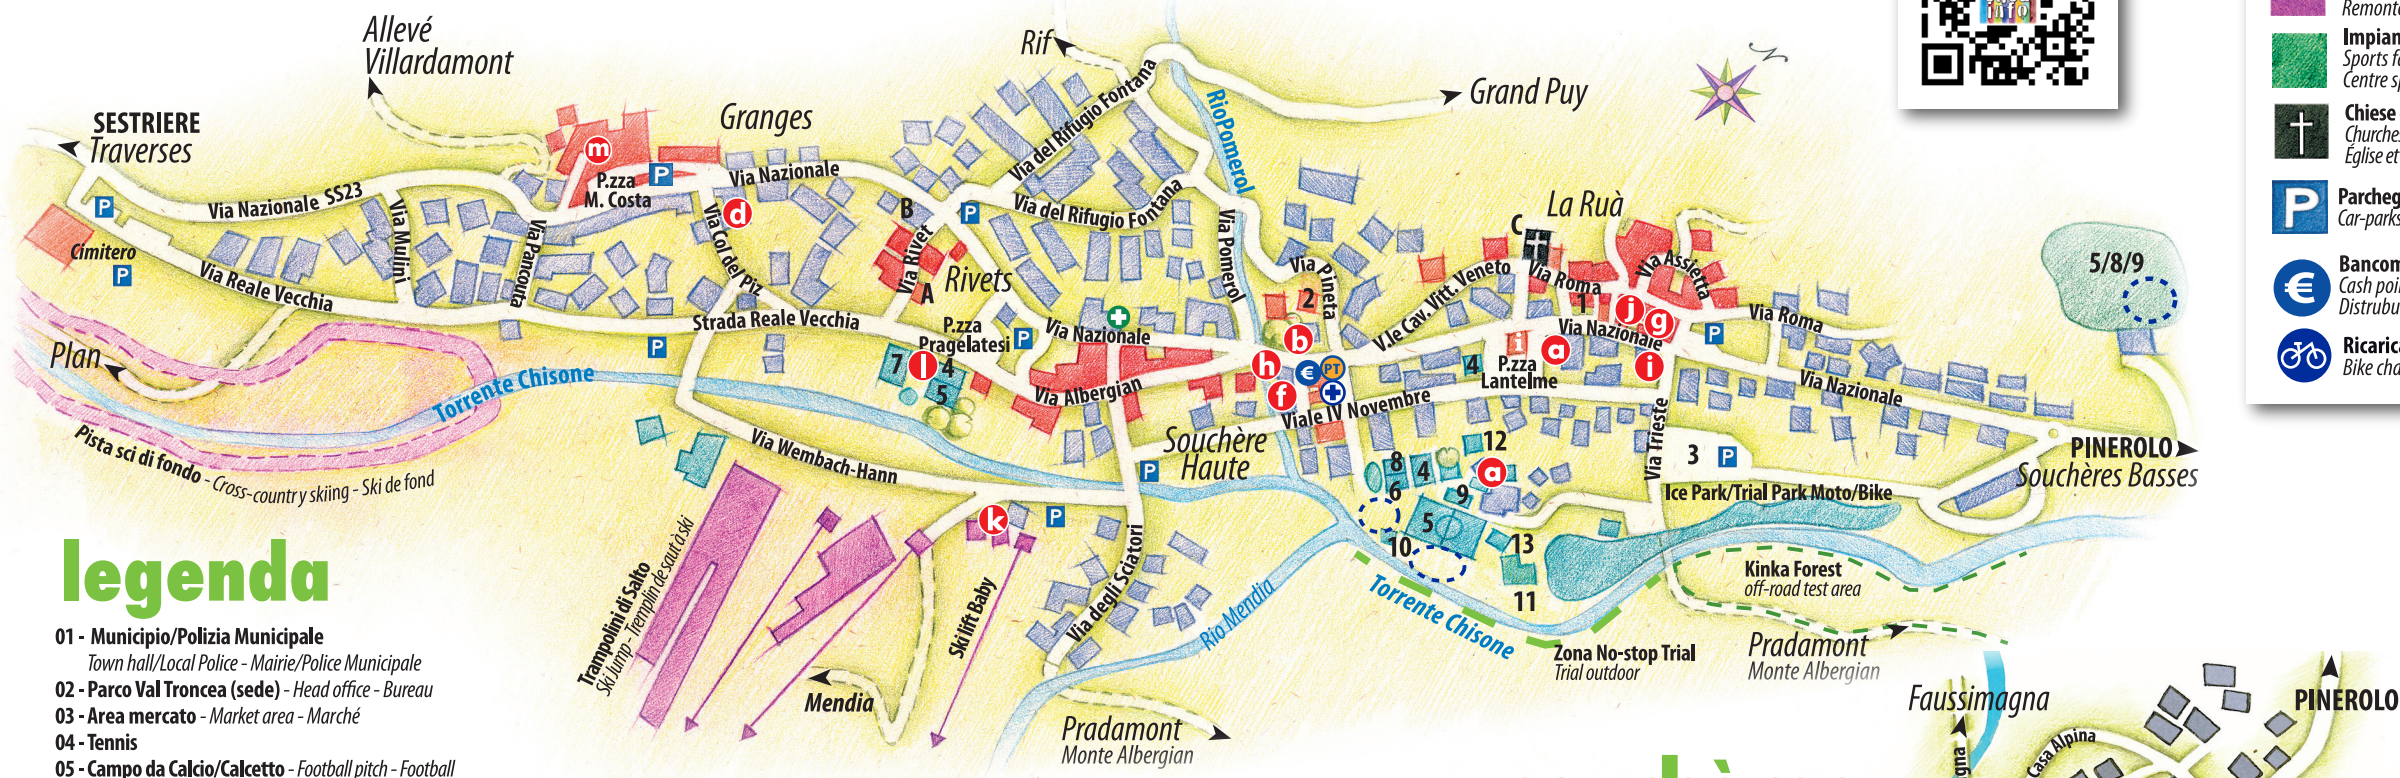 Allevé
Villardamont
Rif
Grand Puy
SESTRIERE
Traverses
Granges
Via del Rifugio Fontana
Rio Pomerol
N
info
m
P
P.zza
M. Costa
Via Nazionale
Via Nazionale SS23
Via Mulini
Via Panconta
d
Via Col del Piz
B
P
Via del Rifugio Fontana
Via Pomerol
La Ruà
C
Cimitero
P
P
Via Reale Vecchia
Via Rivet
A
Rivets
Via Pineta
2
V.le Cav. Vitt. Veneto
Via Roma
1
Via Assietta
j
g
P
Via Roma
5/8/9
Strada Reale Vecchia
P.zza
Pragelatesi
P
Via Nazionale
b
h
€
PT
f
i
P.zza
Lantelme
4
a
Via Nazionale
i
Via Nazionale
Plan
P
7
l
4
5
Via Albergian
Viale IV Novembre
Torrente Chisone
Pista sci di fondo - Cross-country skiing - Ski de fond
Via Wembach-Hann
Souchère
Haute
P
8
4
6
12
a
9
5
10
13
11
Via Trieste
3
P
PINEROLO
Souchères Basses
Ice Park/Trial Park Moto/Bike
k
P
Trampolini di Salto
Ski Jump - Tremplin de saut à ski
Ski lift Baby
Via degli Sciatori
Rio Mendia
Torrente Chisone
Kinka Forest
off-road test area
Zona No-stop Trial
Trial outdoor
Pradamont
Monte Albergian
Mendia
Pradamont
Monte Albergian
Faussimagna
Casa Alpina
PINEROLO
legenda
01 - Municipio/Polizia Municipale
Town hall/Local Police - Mairie/Police Municipale
02 - Parco Val Troncea (sede) - Head office - Bureau
03 - Area mercato - Market area - Marché
04 - Tennis
05 - Campo da Calcio/Calcetto - Football pitch - Football
Remont
Impian
Sports f
Centre s
Chiese
Churche
Église et
P
Parcheg
Car-parks
€
Bancom
Cash poi
Distrubu
Ricarica
Bike cha